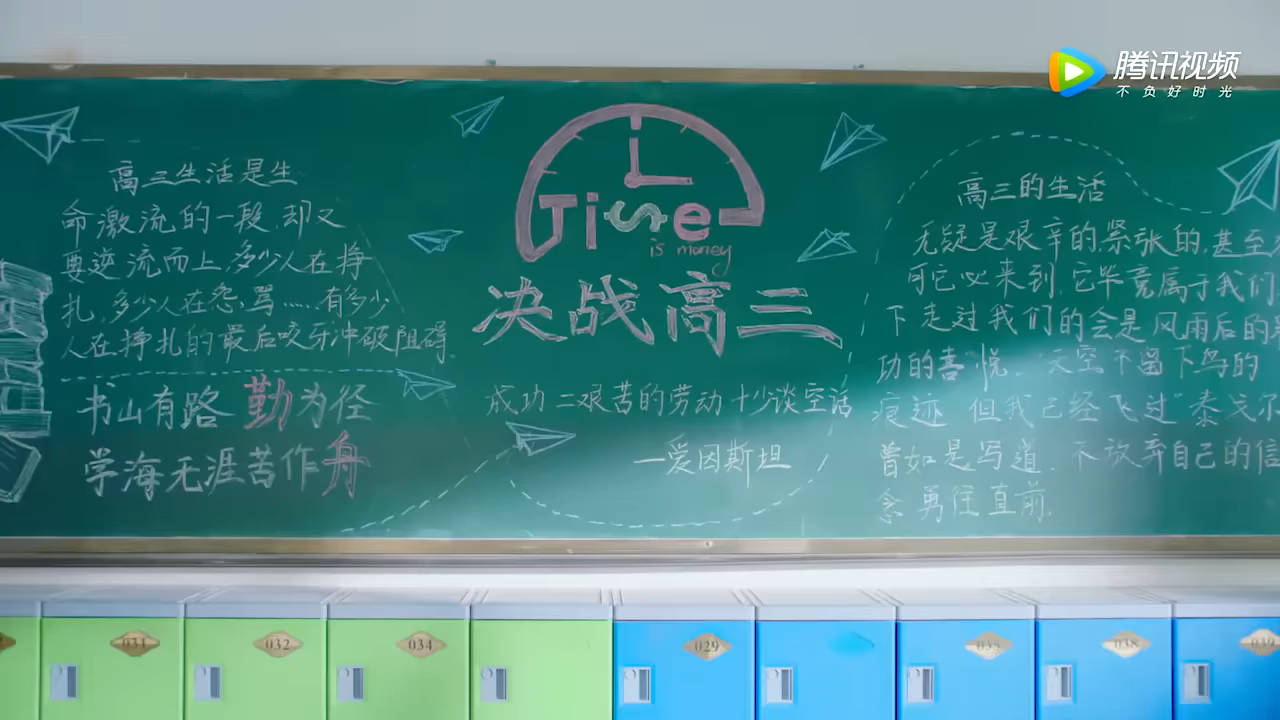 腾讯视频
不负好时光
高三生活是生
命激流的一段,却又
要逆流而上,多少人在挣
扎,多少人在怨、骂……有多少
人在挣扎的最后咬牙冲破阻碍.
书山有路勤为径
学海无涯苦作舟
Time
is money
决战高三
成功二艰苦的劳动十少谈空话
一爱因斯坦
高三的生活
无疑是艰辛的.紧张的,甚至
何它必来到,它毕竟属于我们
下走过我们的会是风雨后的
功的喜悦."天空不留下鸟的
痕迹 但我已经飞过"泰戈尔
曾如是写道.不放弃自己的信
念 勇往直前.
031
032
034
029
038
039